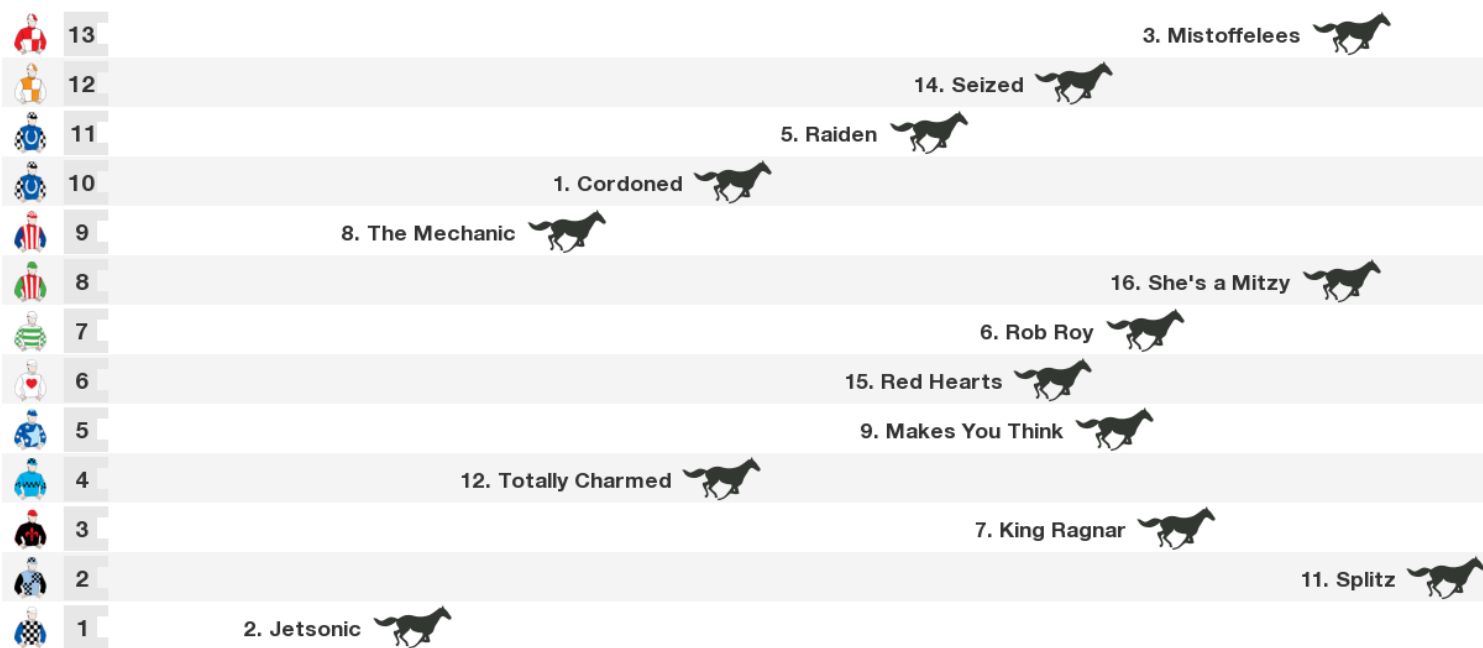 13 3. Mistoffelees
12 14. Seized
11 5. Raiden
10 1. Cordoned
9 8. The Mechanic
8 16. She's a Mitzy
7 6. Rob Roy
6 15. Red Hearts
5 9. Makes You Think
4 12. Totally Charmed
3 7. King Ragnar
2 11. Splitz
1 2. Jetsonic